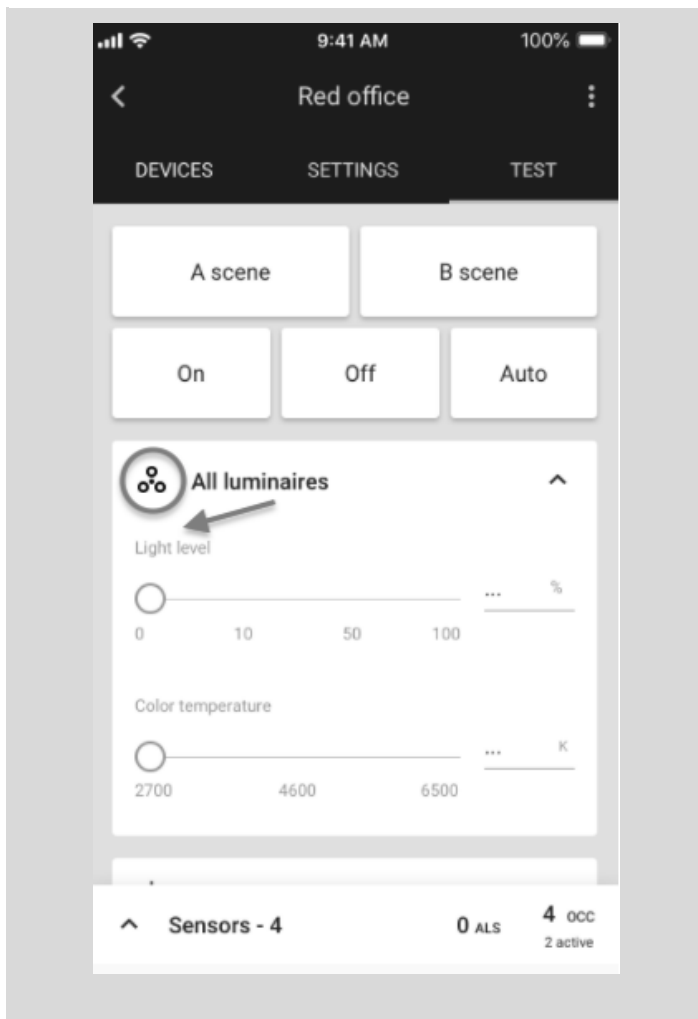 9:41 AM 100%
Red office
DEVICES SETTINGS TEST
A scene B scene
On Off Auto
All luminaires
Light level
... %
0 10 50 100
Color temperature
... K
2700 4600 6500
Sensors - 4 0 ALS 4 OCC
2 active